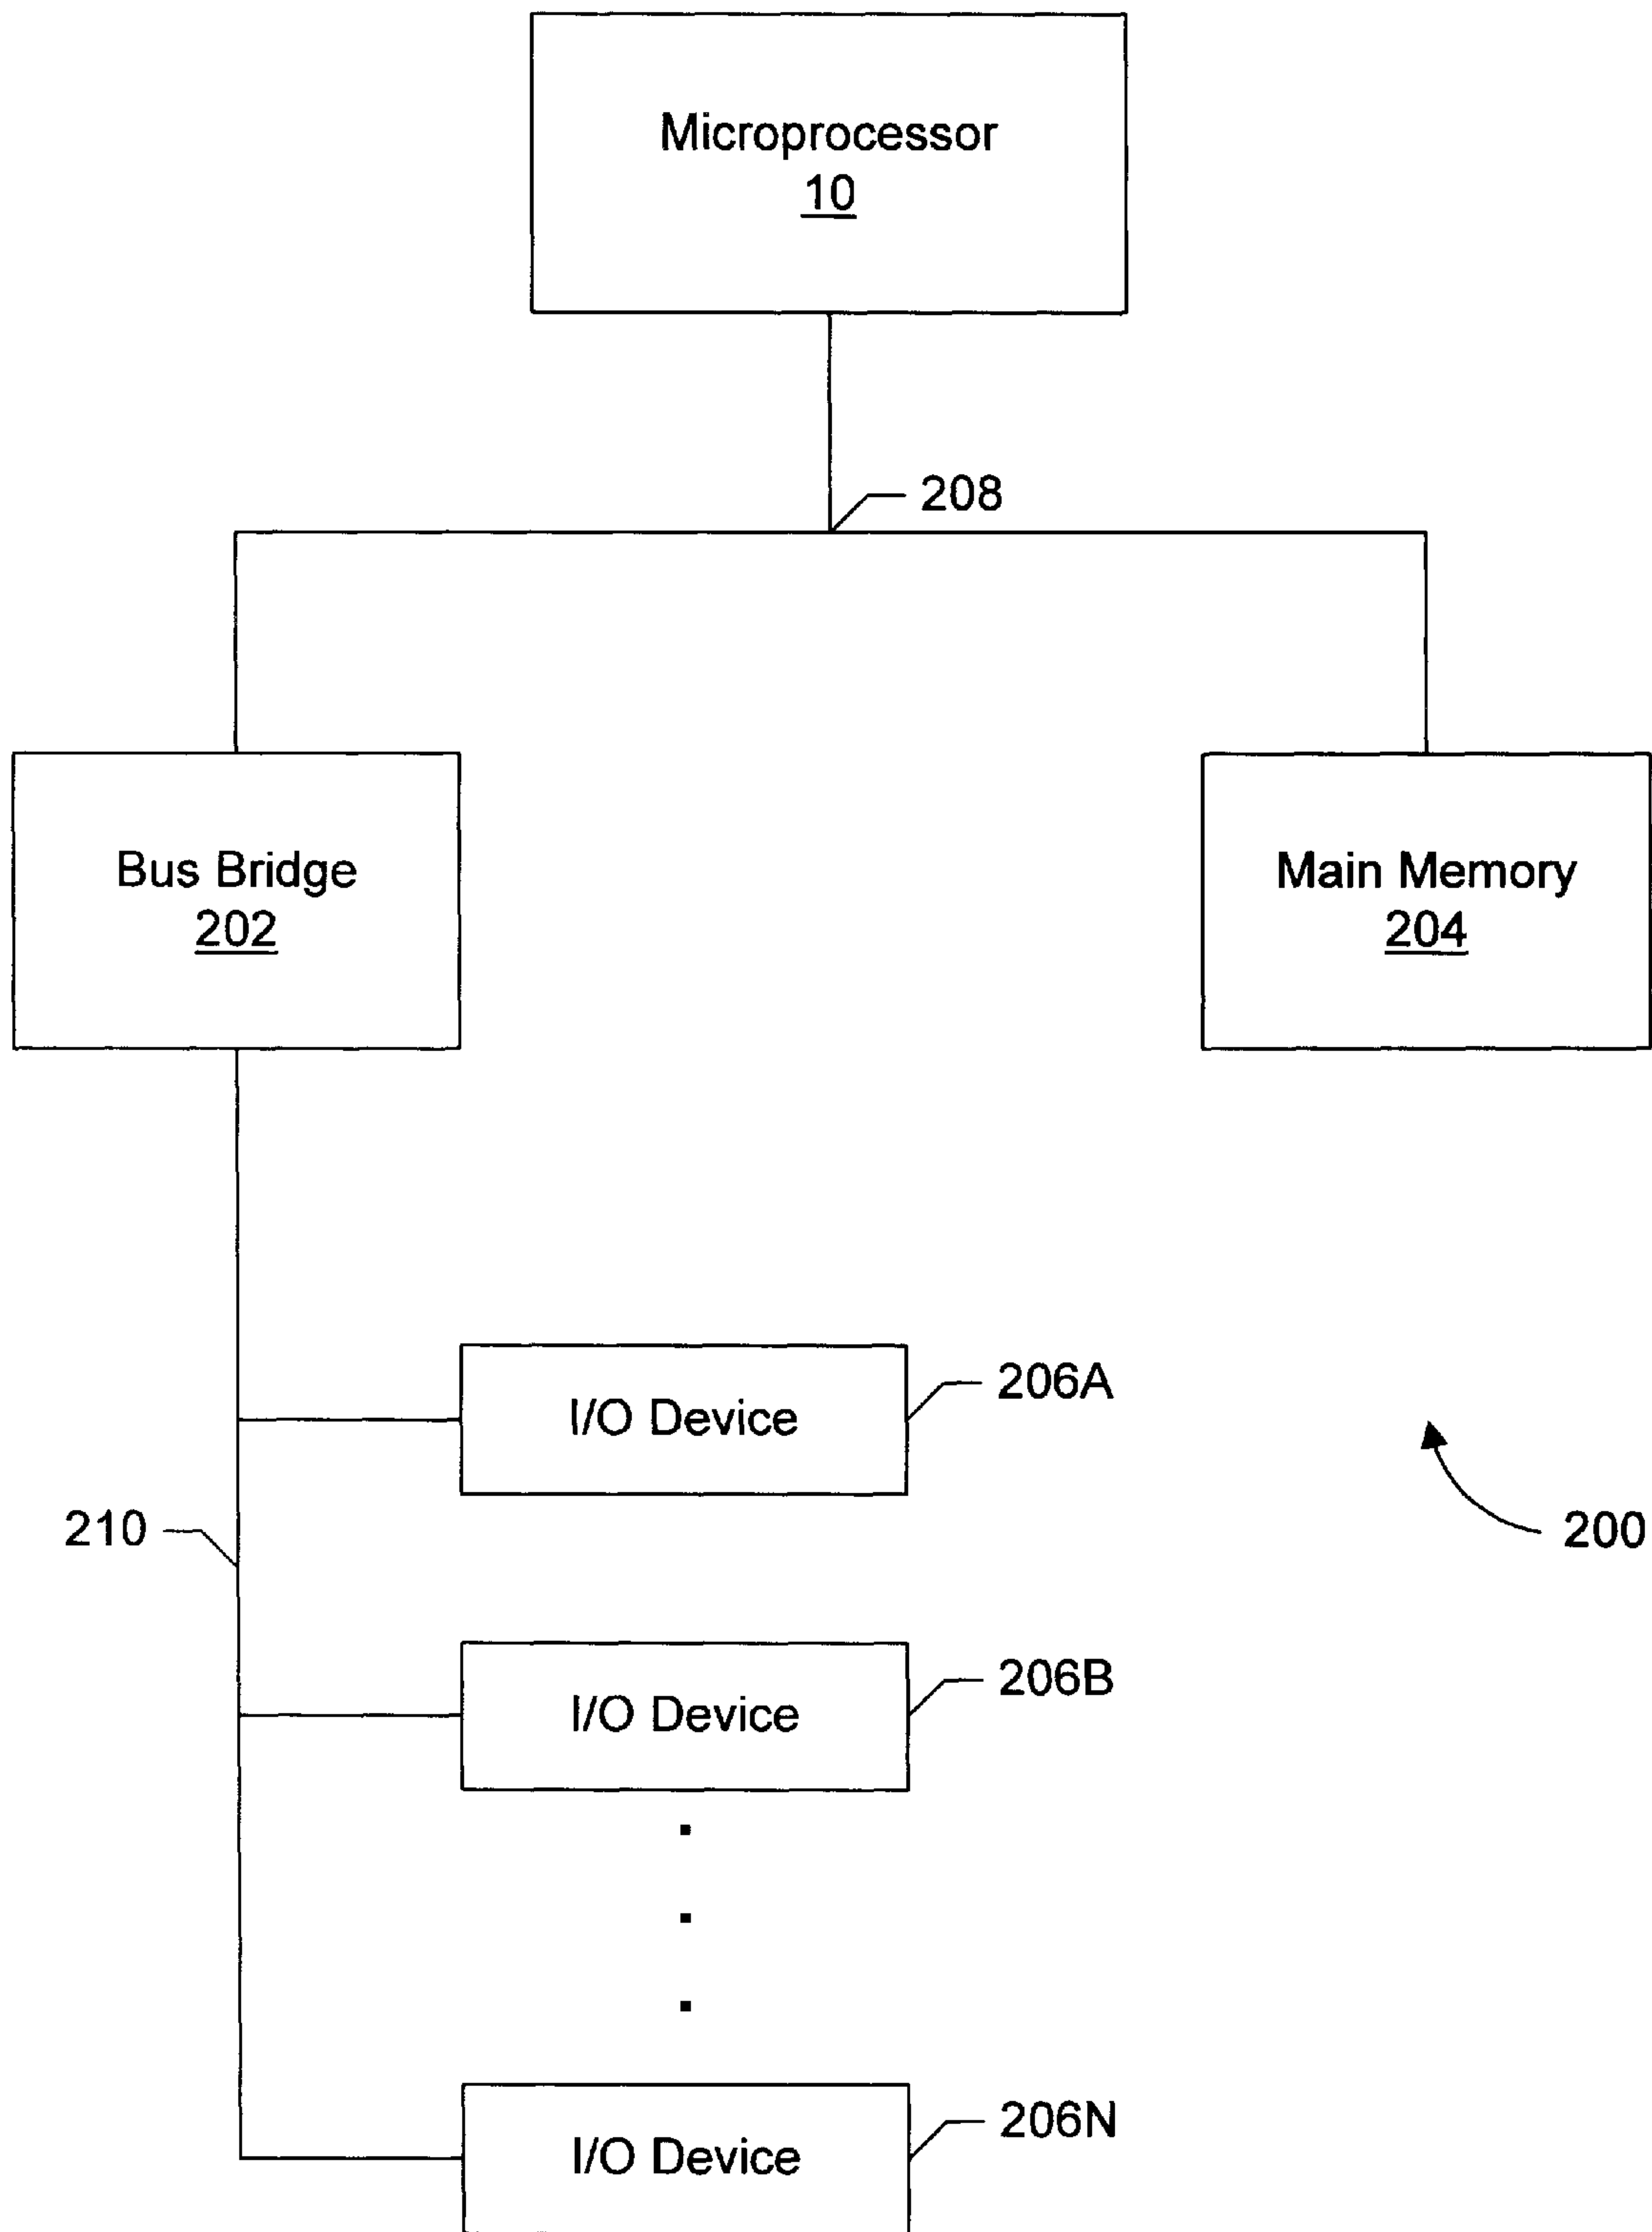 Microprocessor
10
208
Bus Bridge
202
Main Memory
204
I/O Device
206A
210
200
I/O Device
206B
I/O Device
206N